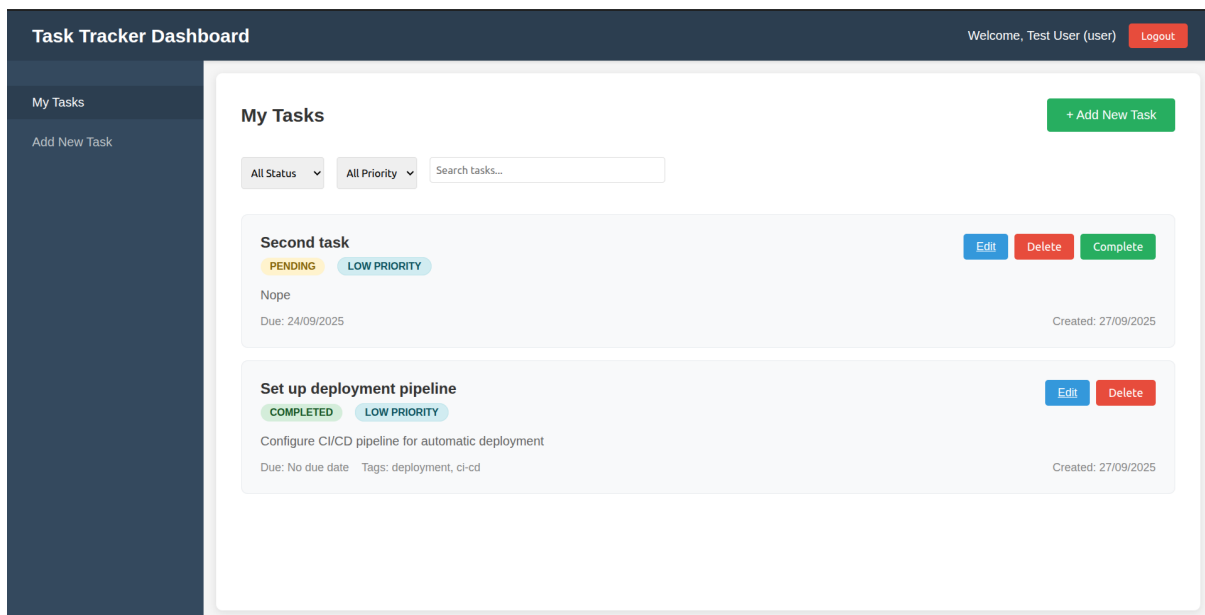 Task Tracker Dashboard
Welcome, Test User (user) Logout
My Tasks
Add New Task
My Tasks
+ Add New Task
All Status All Priority Search tasks...
Second task
Edit Delete Complete
PENDING LOW PRIORITY
Nope
Due: 24/09/2025 Created: 27/09/2025
Set up deployment pipeline
Edit Delete
COMPLETED LOW PRIORITY
Configure CI/CD pipeline for automatic deployment
Due: No due date Tags: deployment, ci-cd Created: 27/09/2025